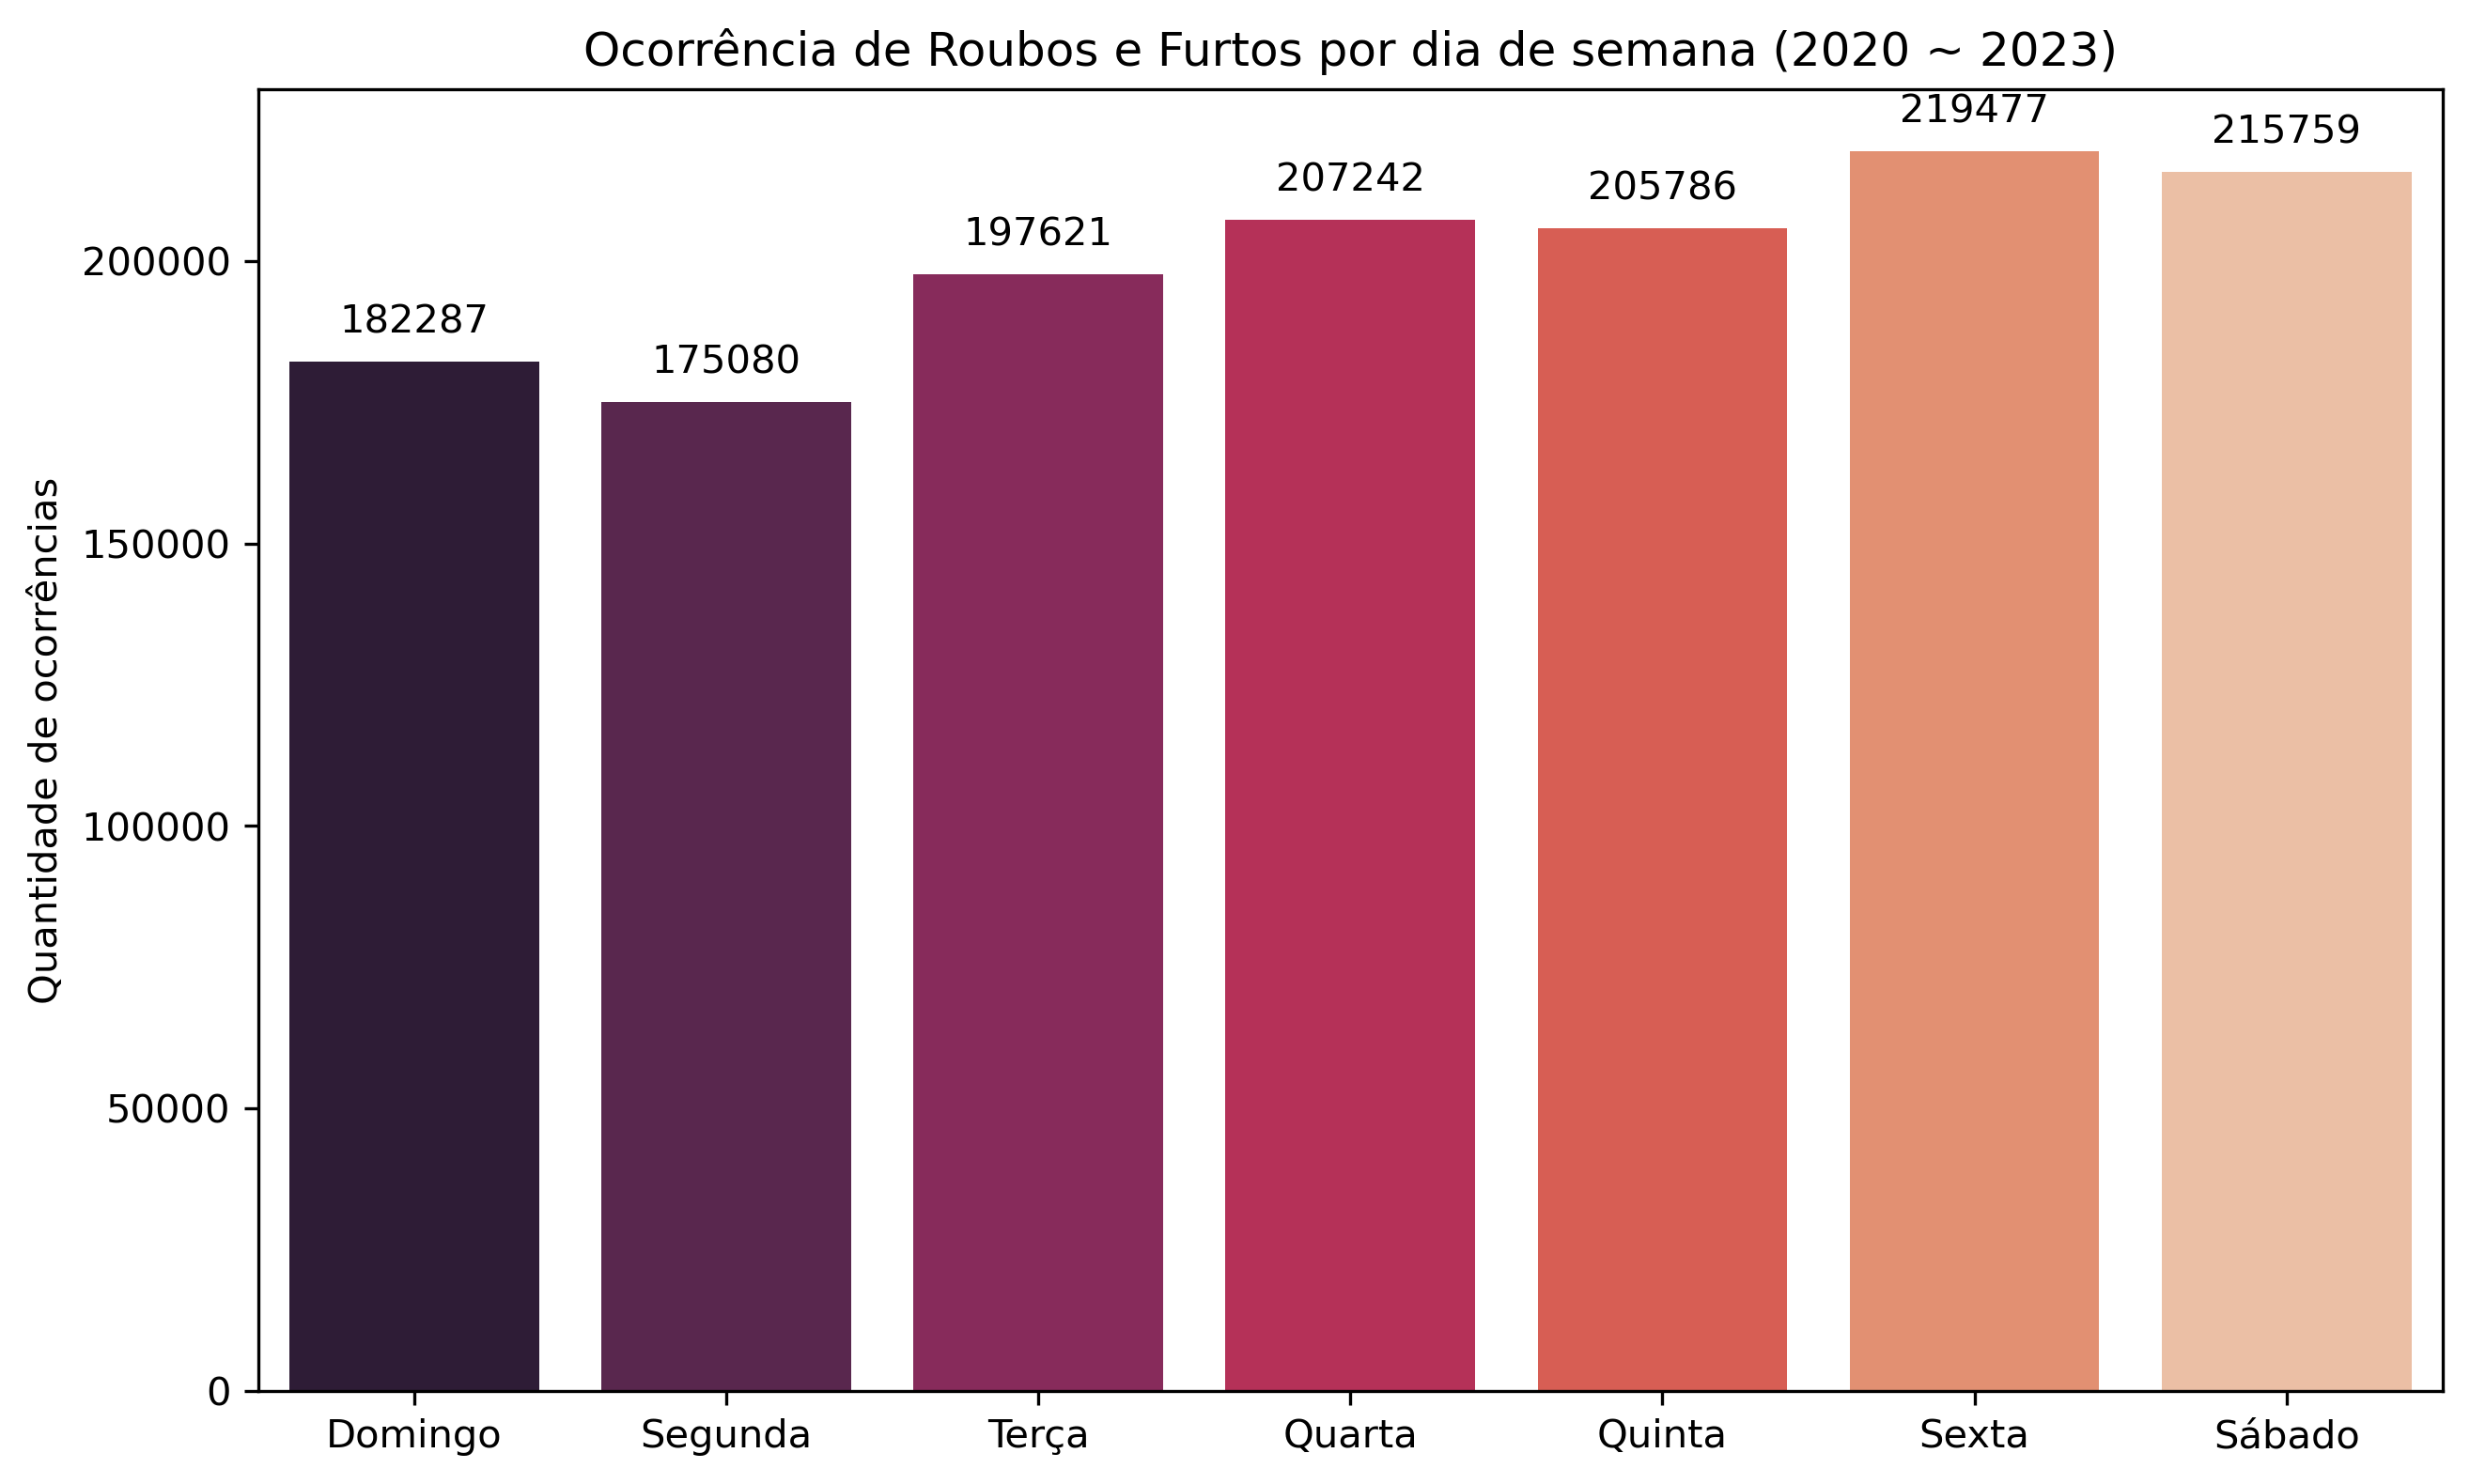 Ocorrência de Roubos e Furtos por dia de semana (2020 ~ 2023)
Quantidade de ocorrências
200000
150000
100000
50000
0
182287
175080
197621
207242
205786
219477
215759
Domingo
Segunda
Terça
Quarta
Quinta
Sexta
Sábado